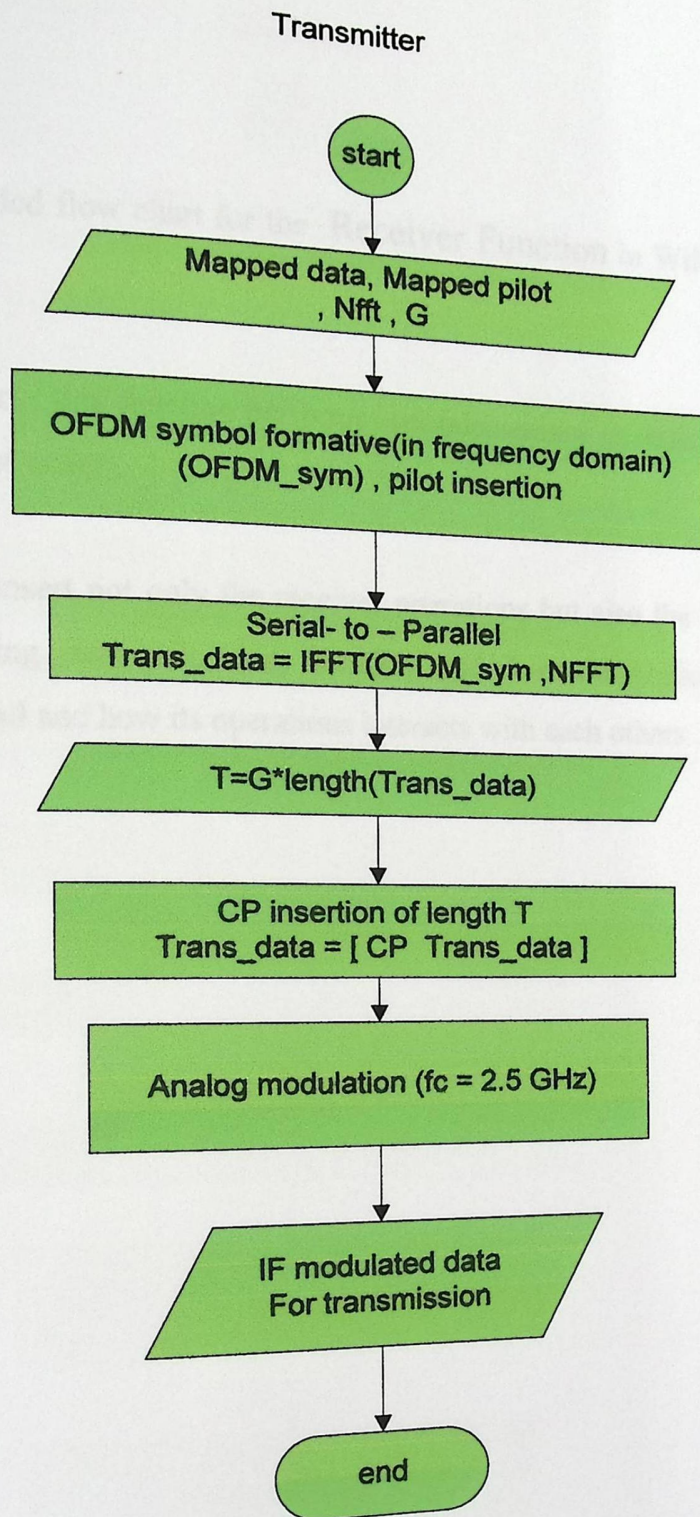 Transmitter
start
Mapped data, Mapped pilot
, Nfft , G
OFDM symbol formative(in frequency domain)
(OFDM_sym) , pilot insertion
Serial- to – Parallel
Trans_data = IFFT(OFDM_sym ,NFFT)
T=G*length(Trans_data)
CP insertion of length T
Trans_data = [ CP Trans_data ]
Analog modulation (fc = 2.5 GHz)
IF modulated data
For transmission
end